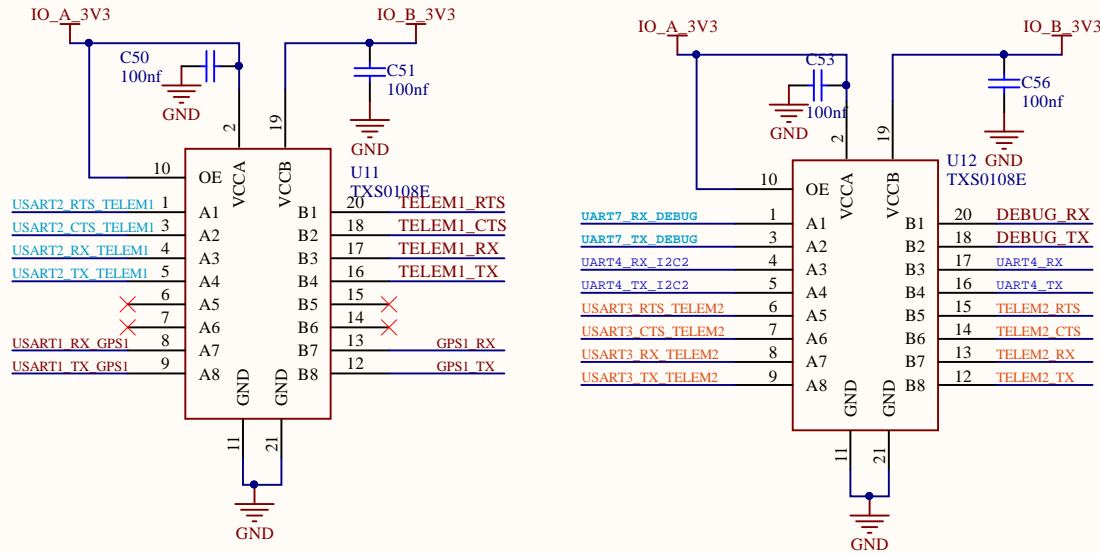 IO_A_3V3
IO_B_3V3
C50
100nf
C51
100nf
GND
GND
2
19
VCCA
VCCB
U11
TXS0108E
10
OE
USART2_RTS_TELEM1
1
A1
B1
20
TELEM1_RTS
USART2_CTS_TELEM1
3
A2
B2
18
TELEM1_CTS
USART2_RX_TELEM1
4
A3
B3
17
TELEM1_RX
USART2_TX_TELEM1
5
A4
B4
16
TELEM1_TX
6
A5
B5
15
7
A6
B6
14
USART1_RX_GPS1
8
A7
B7
13
GPS1_RX
USART1_TX_GPS1
9
A8
B8
12
GPS1_TX
GND
GND
11
21
GND
IO_A_3V3
IO_B_3V3
C53
100nf
C56
100nf
GND
GND
2
19
VCCA
VCCB
U12
TXS0108E
10
OE
UART7_RX_DEBUG
1
A1
B1
20
DEBUG_RX
UART7_TX_DEBUG
3
A2
B2
18
DEBUG_TX
UART4_RX_I2C2
4
A3
B3
17
UART4_RX
UART4_TX_I2C2
5
A4
B4
16
UART4_TX
USART3_RTS_TELEM2
6
A5
B5
15
TELEM2_RTS
USART3_CTS_TELEM2
7
A6
B6
14
TELEM2_CTS
USART3_RX_TELEM2
8
A7
B7
13
TELEM2_RX
USART3_TX_TELEM2
9
A8
B8
12
TELEM2_TX
GND
GND
11
21
GND